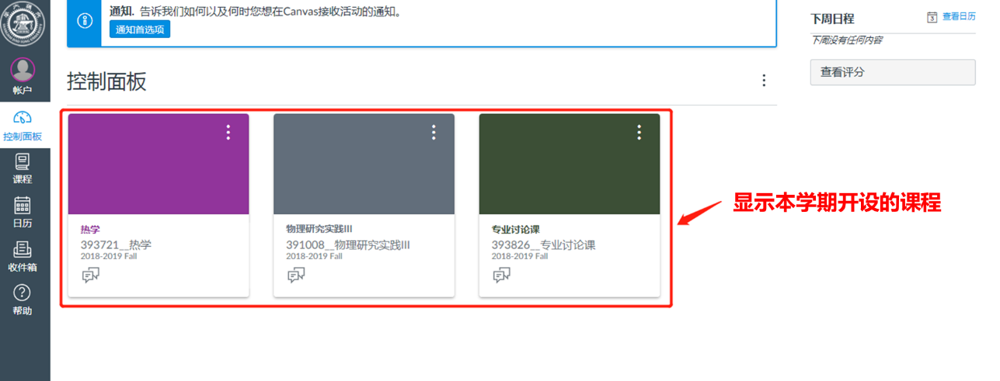 通知. 告诉我们如何以及何时您想在Canvas接收活动的通知。
通知首选项
控制面板
帐户
控制面板
课程
日历
收件箱
帮助
热学
393721__热学
2018-2019 Fall
物理研究实践III
391008__物理研究实践III
2018-2019 Fall
专业讨论课
393826__专业讨论课
2018-2019 Fall
显示本学期开设的课程
下周日程
3
查看日历
下周没有任何内容
查看评分